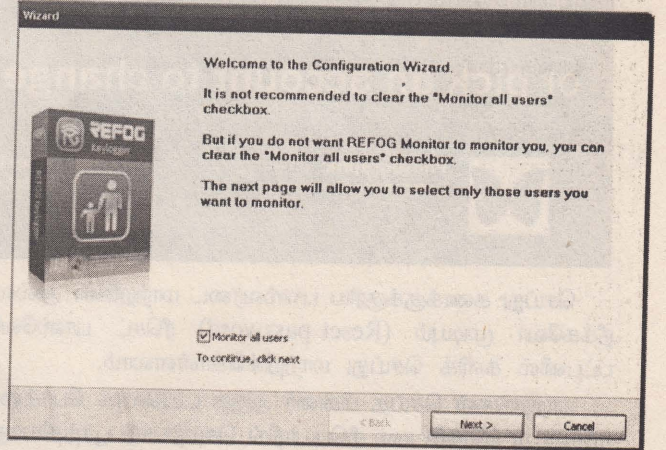 Wizard
Welcome to the Configuration Wizard.
It is not recommended to clear the "Monitor all users"
checkbox.
But if you do not want REFOG Monitor to monitor you, you can
clear the "Monitor all users" checkbox.
The next page will allow you to select only those users you
want to monitor.
REFOG
keylogger
Monitor all users
To continue, click next
< Back
Next >
Cancel